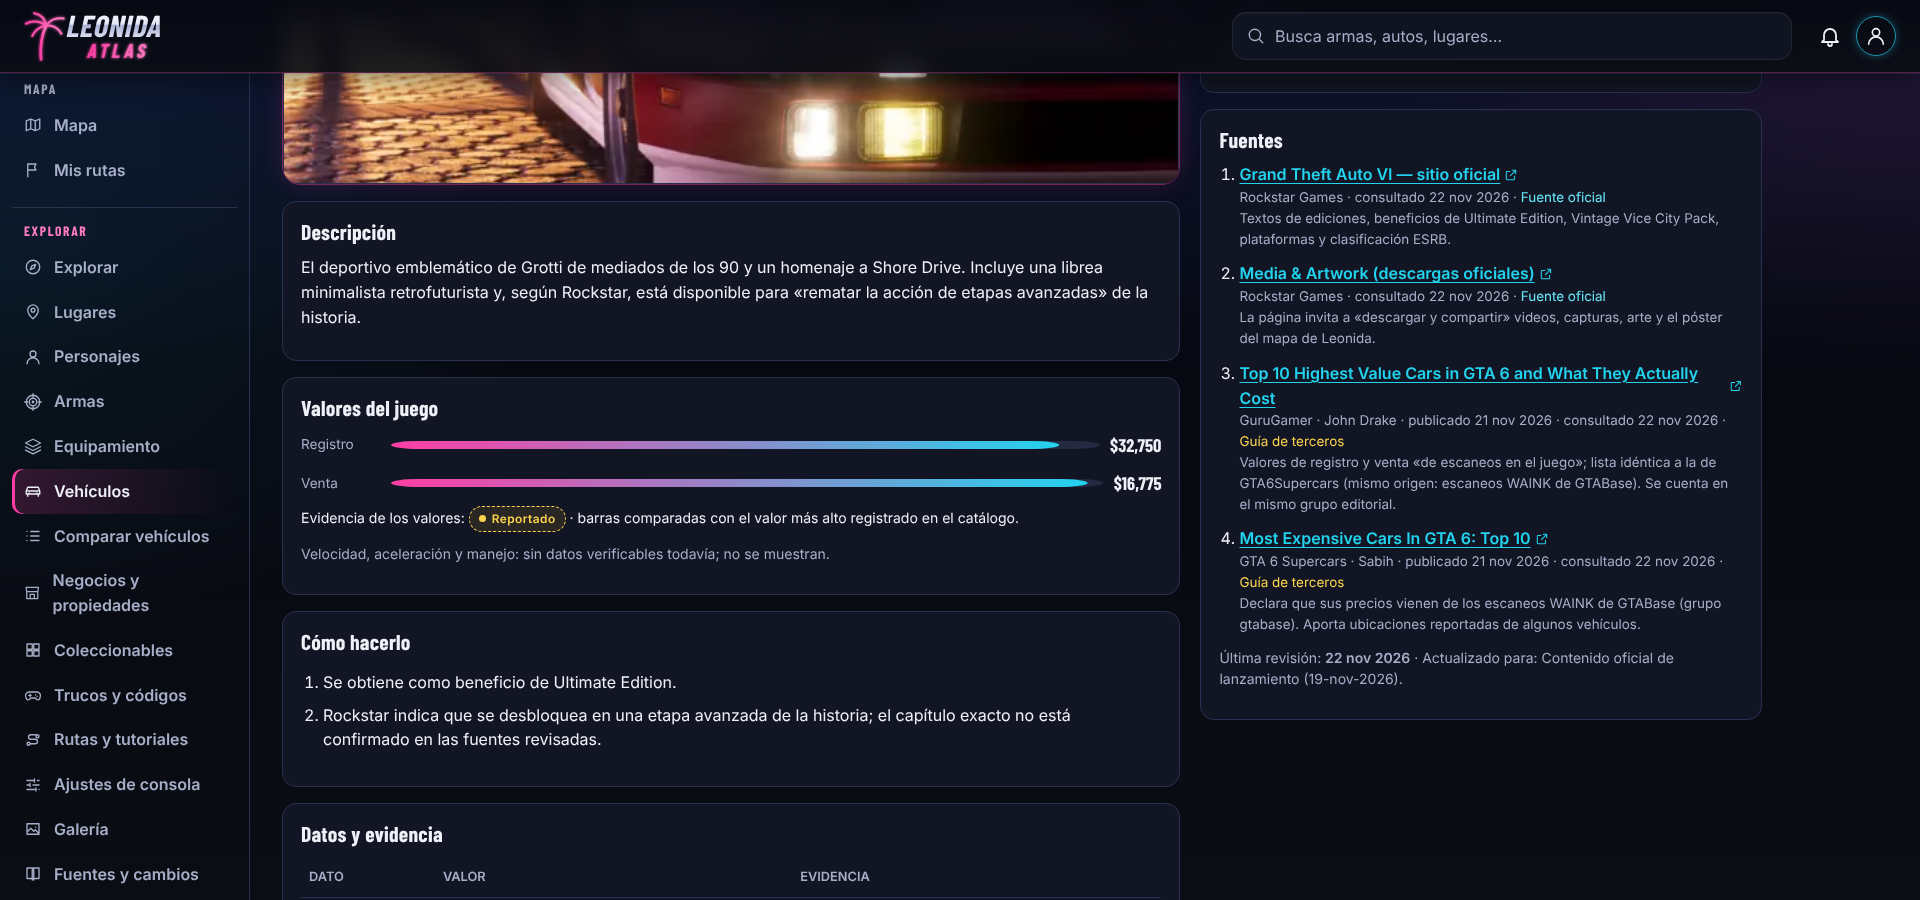 LEONIDA
ATLAS
Busca armas, autos, lugares...
MAPA
Mapa
Mis rutas
EXPLORAR
Explorar
Lugares
Personajes
Armas
Equipamiento
Vehículos
Comparar vehículos
Negocios y
propiedades
Coleccionables
Trucos y códigos
Rutas y tutoriales
Ajustes de consola
Galería
Fuentes y cambios
Descripción
El deportivo emblemático de Grotti de mediados de los 90 y un homenaje a Shore Drive. Incluye una librea
minimalista retrofuturista y, según Rockstar, está disponible para «rematar la acción de etapas avanzadas» de la
historia.
Valores del juego
Registro $32,750
Venta $16,775
Evidencia de los valores: Reportado · barras comparadas con el valor más alto registrado en el catálogo.
Velocidad, aceleración y manejo: sin datos verificables todavía; no se muestran.
Cómo hacerlo
1. Se obtiene como beneficio de Ultimate Edition.
2. Rockstar indica que se desbloquea en una etapa avanzada de la historia; el capítulo exacto no está
confirmado en las fuentes revisadas.
Datos y evidencia
DATO VALOR EVIDENCIA
Fuentes
1. Grand Theft Auto VI — sitio oficial
Rockstar Games · consultado 22 nov 2026 · Fuente oficial
Textos de ediciones, beneficios de Ultimate Edition, Vintage Vice City Pack,
plataformas y clasificación ESRB.
2. Media & Artwork (descargas oficiales)
Rockstar Games · consultado 22 nov 2026 · Fuente oficial
La página invita a «descargar y compartir» videos, capturas, arte y el póster
del mapa de Leonida.
3. Top 10 Highest Value Cars in GTA 6 and What They Actually
Cost
GuruGamer · John Drake · publicado 21 nov 2026 · consultado 22 nov 2026 ·
Guía de terceros
Valores de registro y venta «de escaneos en el juego»; lista idéntica a la de
GTA6Supercars (mismo origen: escaneos WAINK de GTABase). Se cuenta en
el mismo grupo editorial.
4. Most Expensive Cars In GTA 6: Top 10
GTA 6 Supercars · Sabih · publicado 21 nov 2026 · consultado 22 nov 2026 ·
Guía de terceros
Declara que sus precios vienen de los escaneos WAINK de GTABase (grupo
gtabase). Aporta ubicaciones reportadas de algunos vehículos.
Última revisión: 22 nov 2026 · Actualizado para: Contenido oficial de
lanzamiento (19-nov-2026).